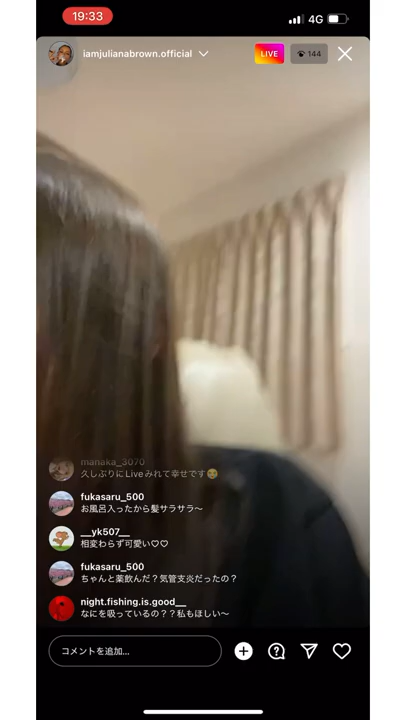 19:33
4G
iamjulianabrown.official
LIVE
144
manaka_3070
久しぶりにLiveみれて幸せです😂
fukasaru_500
お風呂入ったから髪サラサラ〜
__yk507__
相変わらず可愛い♡♡
fukasaru_500
ちゃんと薬飲んだ？気管支炎だったの？
night.fishing.is.good__
なにを吸っているの？？私もほしい〜
コメントを追加...